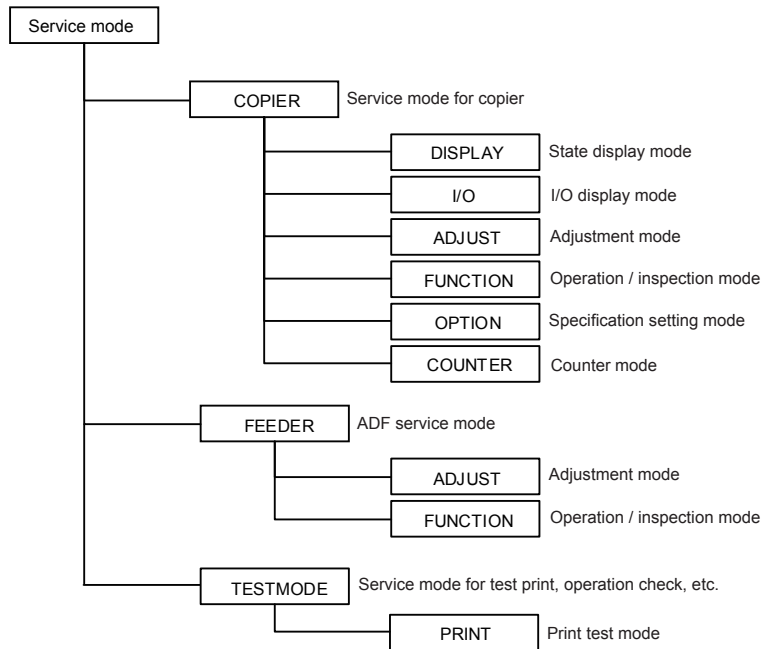 Service mode
COPIER Service mode for copier
DISPLAY State display mode
I/O I/O display mode
ADJUST Adjustment mode
FUNCTION Operation / inspection mode
OPTION Specification setting mode
COUNTER Counter mode
FEEDER ADF service mode
ADJUST Adjustment mode
FUNCTION Operation / inspection mode
TESTMODE Service mode for test print, operation check, etc.
PRINT Print test mode